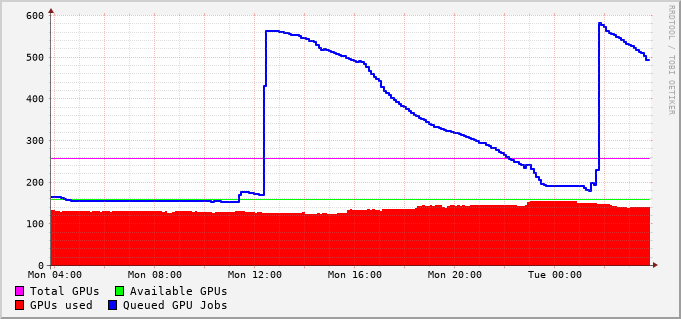 600
500
400
300
200
100
0
Mon 04:00 Mon 08:00 Mon 12:00 Mon 16:00 Mon 20:00 Tue 00:00
Total GPUs Available GPUs
GPUs used Queued GPU Jobs
RRDTOOL / TOBI OETIKER